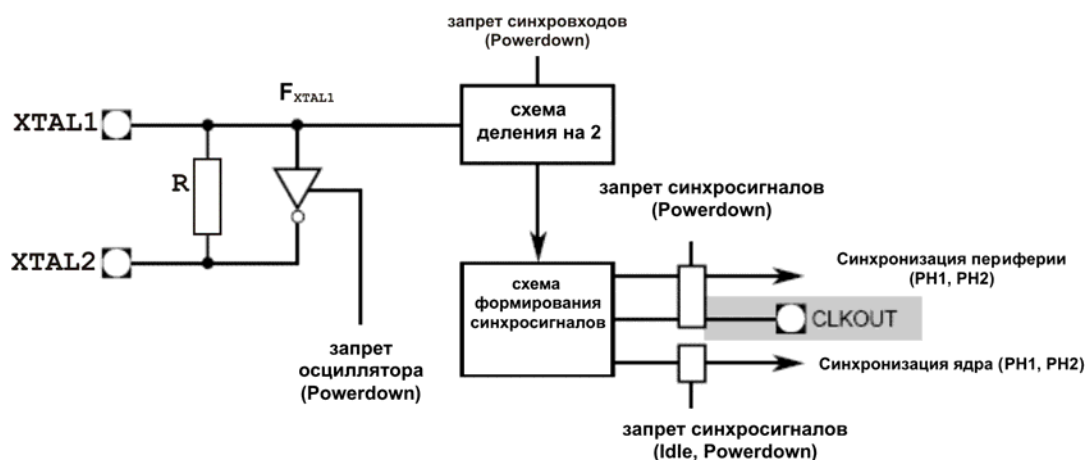 запрет синхровходов
(Powerdown)
FXTAL1
XTAL1
схема
деления на 2
R
запрет синхросигналов
(Powerdown)
XTAL2
схема
формирования
синхросигналов
Синхронизация периферии
(PH1, PH2)
CLKOUT
запрет
осциллятора
(Powerdown)
Синхронизация ядра (PH1, PH2)
запрет синхросигналов
(Idle, Powerdown)